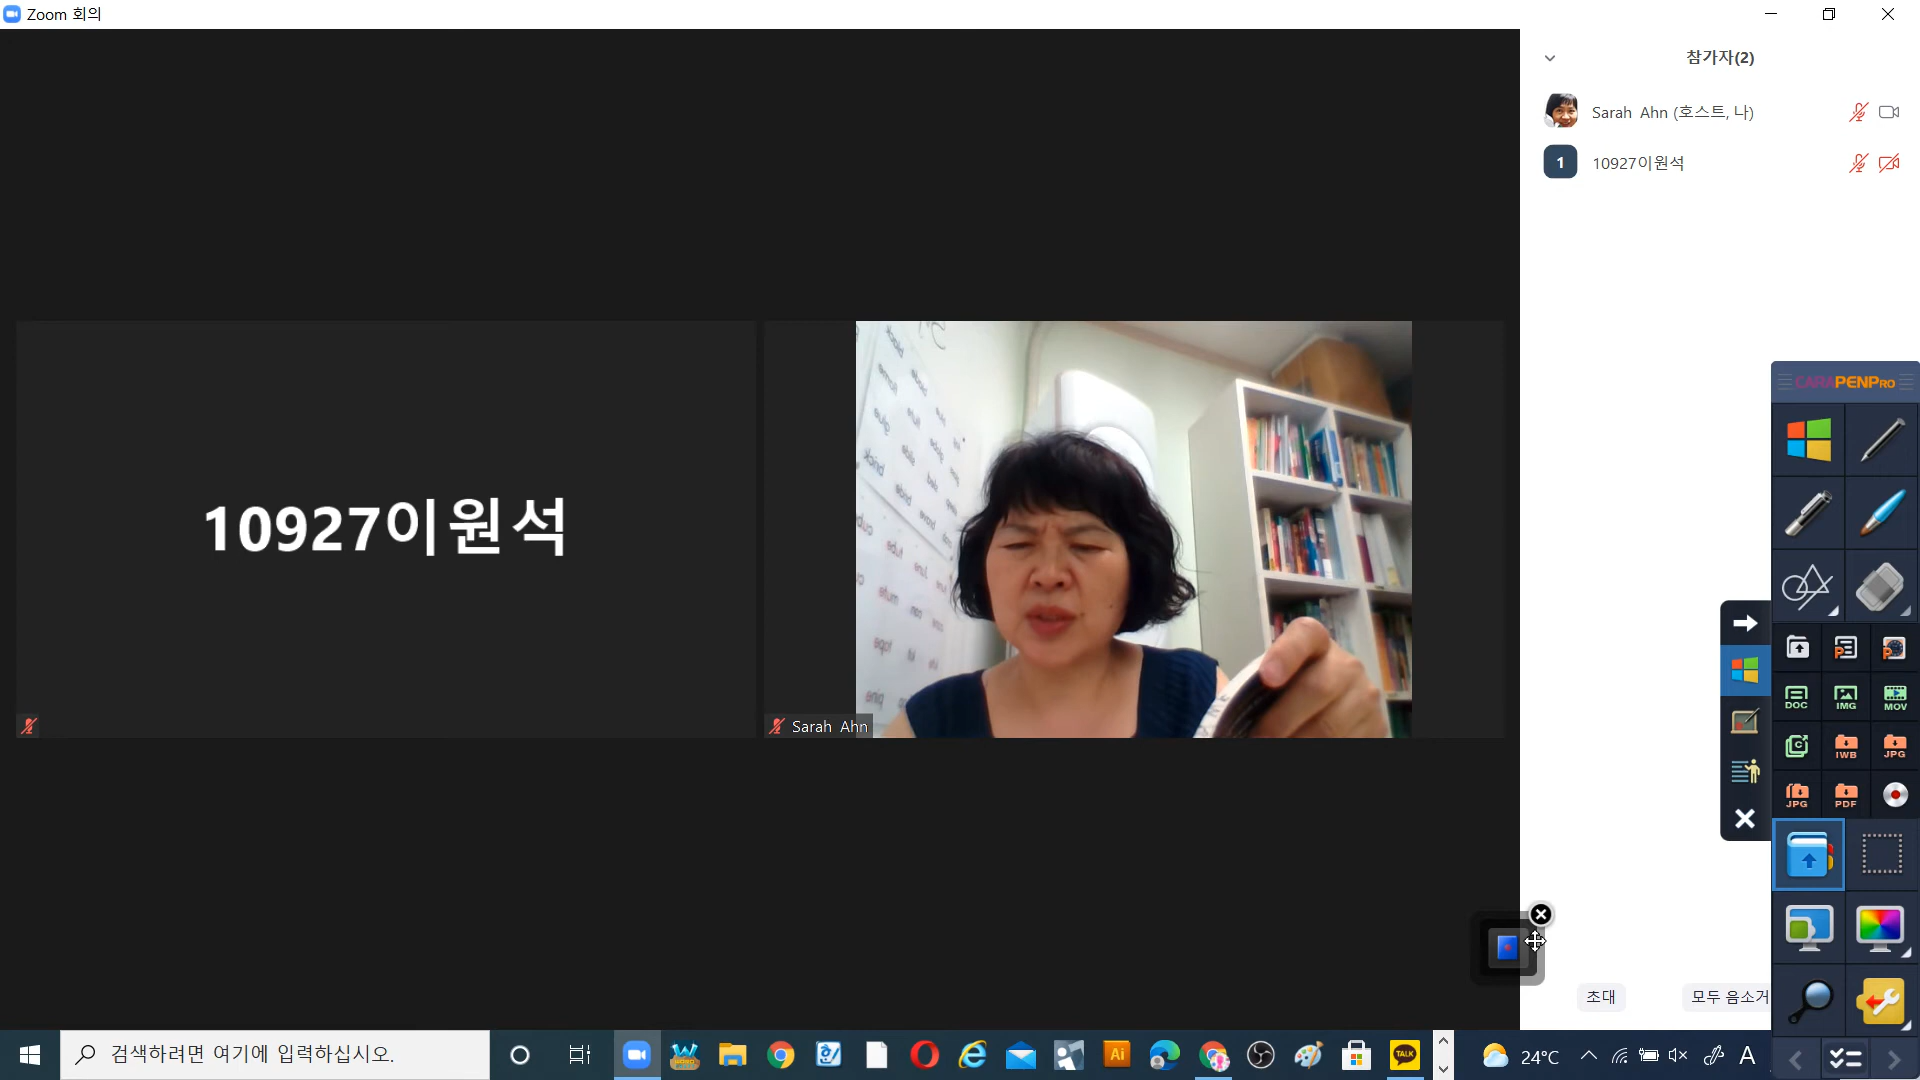 Zoom 회의
참가자(2)
Sarah Ahn (호스트, 나)
1
10927이원석
10927이원석
Sarah Ahn
CARAPENPRO
DOC
IMG
MOV
IWB
JPG
JPG
PDF
초대
모두 음소거
검색하려면 여기에 입력하십시오.
Ai
TALK
24°C
A